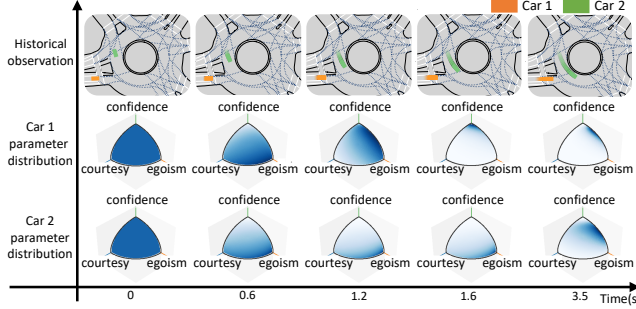 Car 1 Car 2
Historical
observation
confidence confidence confidence confidence confidence
Car 1
parameter
distribution
courtesy egoism courtesy egoism courtesy egoism courtesy egoism courtesy egoism
confidence confidence confidence confidence confidence
Car 2
parameter
distribution
courtesy egoism courtesy egoism courtesy egoism courtesy egoism courtesy egoism
0 0.6 1.2 1.6 3.5 Time(s